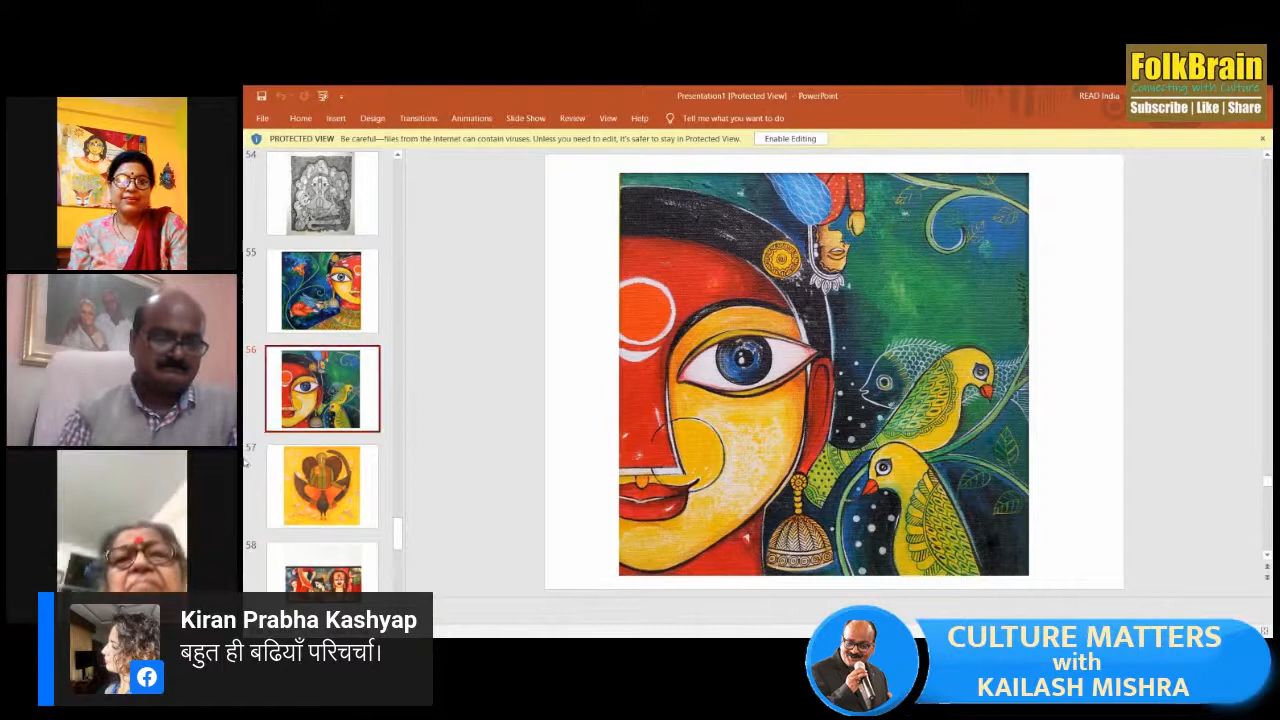 FolkBrain
Connecting with Culture
Subscribe | Like | Share
Presentation1 [Protected View] - PowerPoint
READ India
File Home Insert Design Transitions Animations Slide Show Review View Help Tell me what you want to do
PROTECTED VIEW Be careful—files from the Internet can contain viruses. Unless you need to edit, it's safer to stay in Protected View. Enable Editing
54
55
56
57
58
Kiran Prabha Kashyap
बहुत ही बढियाँ परिचर्चा।
CULTURE MATTERS
with
KAILASH MISHRA